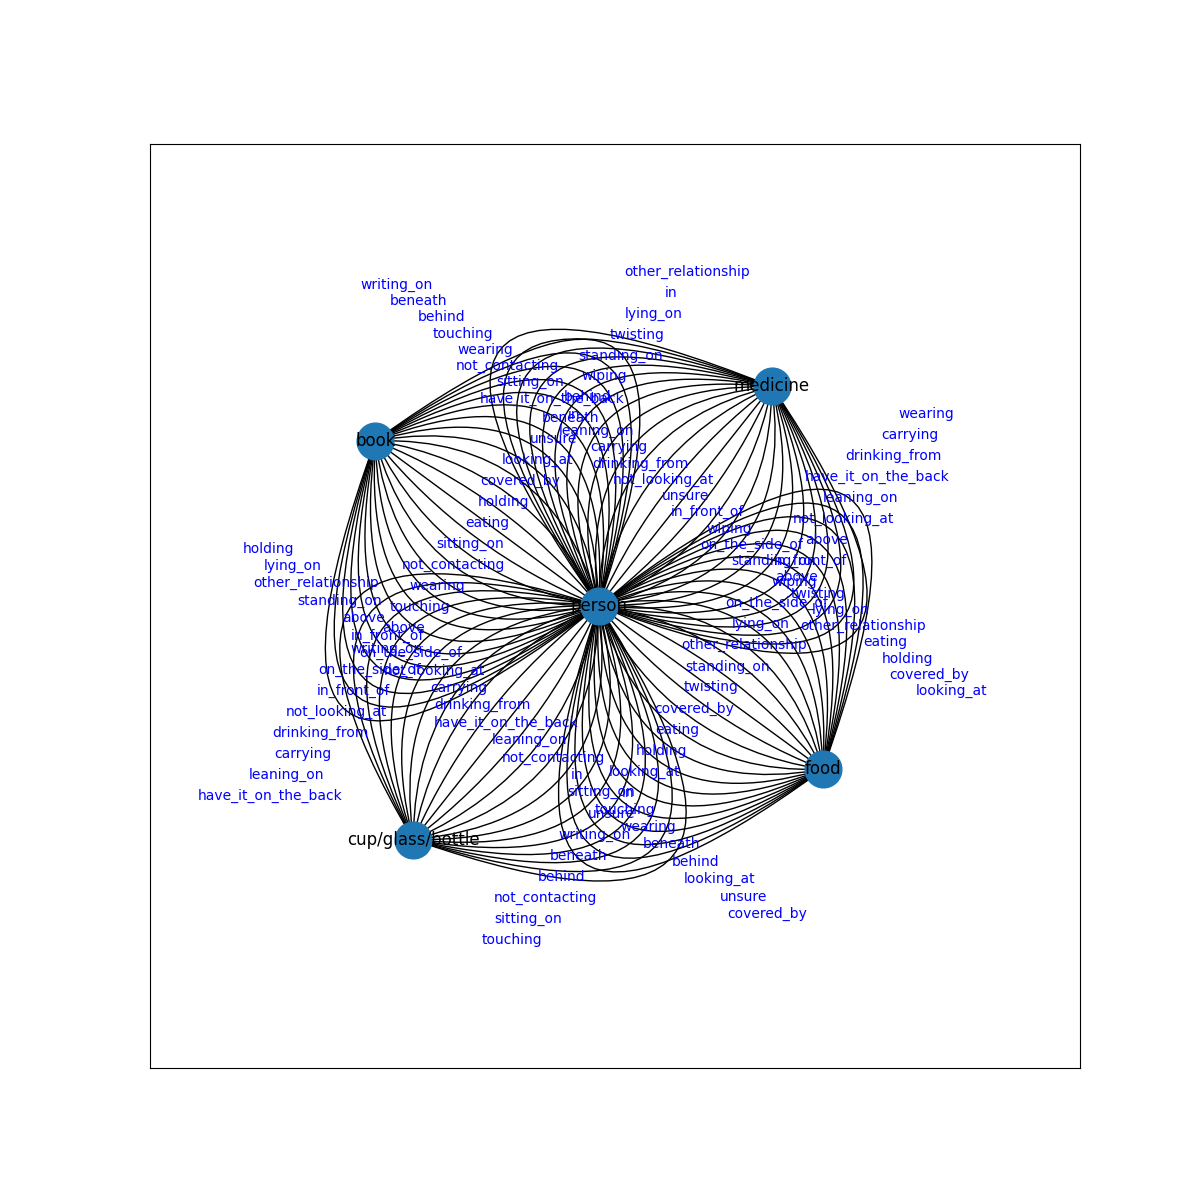 other_relationship
writing_on
in
beneath
lying_on
behind
touching
twisting
wearing
standing_on
not_contacting
wiping
sitting_on
medicine
have_it_on_the_back
behind
in
wearing
beneath
leaning_on
carrying
unsure
book
carrying
drinking_from
drinking_from
looking_at
not_looking_at
have_it_on_the_back
covered_by
unsure
leaning_on
holding
in_front_of
not_looking_at
eating
wiping
above
sitting_on
on_the_side_of
holding
standing_on
in_front_of
lying_on
not_contacting
above
wiping
other_relationship
wearing
twisting
standing_on
touching
person
on_the_side_of
lying_on
above
above
lying_on
other_relationship
in_front_of
eating
writing_on
on_the_side_of
other_relationship
holding
on_the_side_of
not_looking_at
standing_on
covered_by
in_front_of
carrying
twisting
looking_at
not_looking_at
drinking_from
covered_by
drinking_from
have_it_on_the_back
eating
carrying
leaning_on
holding
not_contacting
food
leaning_on
in
looking_at
have_it_on_the_back
sitting_on
in
unsure
touching
cup/glass/bottle
writing_on
wearing
beneath
beneath
behind
behind
looking_at
not_contacting
unsure
sitting_on
covered_by
touching